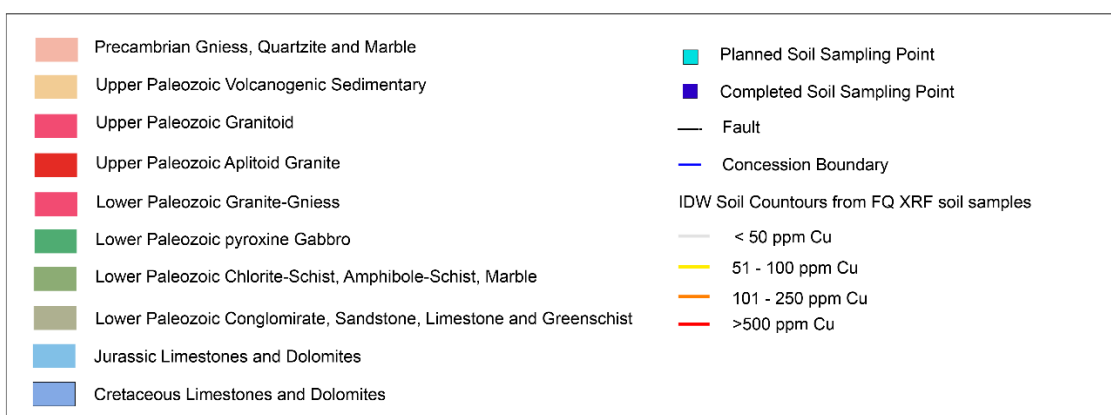 Precambrian Gniess, Quartzite and Marble
Upper Paleozoic Volcanogenic Sedimentary
Upper Paleozoic Granitoid
Upper Paleozoic Aplitoid Granite
Lower Paleozoic Granite-Gniess
Lower Paleozoic pyroxine Gabbro
Lower Paleozoic Chlorite-Schist, Amphibole-Schist, Marble
Lower Paleozoic Conglomirate, Sandstone, Limestone and Greenschist
Jurassic Limestones and Dolomites
Cretaceous Limestones and Dolomites
Planned Soil Sampling Point
Completed Soil Sampling Point
Fault
Concession Boundary
IDW Soil Countours from FQ XRF soil samples
< 50 ppm Cu
51 - 100 ppm Cu
101 - 250 ppm Cu
>500 ppm Cu